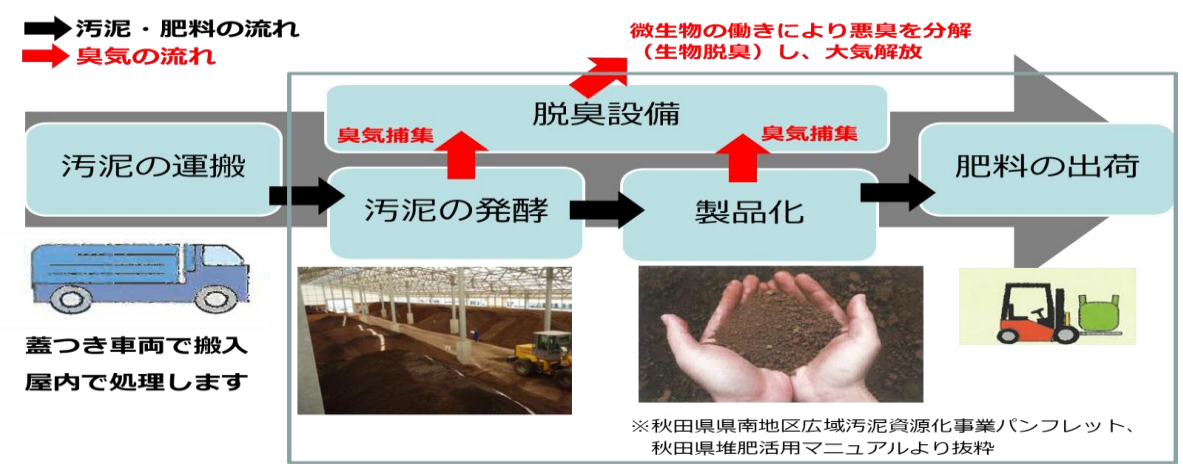 汚泥・肥料の流れ
臭気の流れ
微生物の働きにより悪臭を分解
（生物脱臭）し、大気解放
脱臭設備
臭気捕集
臭気捕集
汚泥の運搬
汚泥の発酵
製品化
肥料の出荷
蓋つき車両で搬入
屋内で処理します
※秋田県県南地区広域汚泥資源化事業パンフレット、
秋田県堆肥活用マニュアルより抜粋